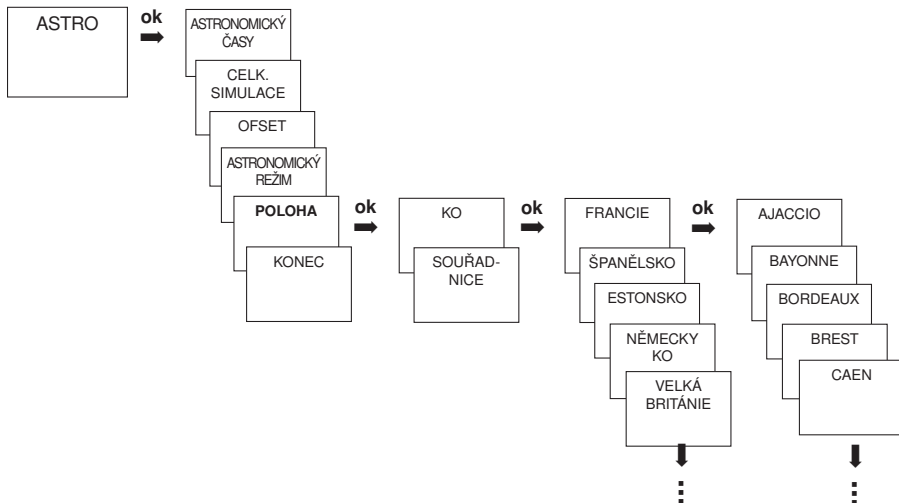 ASTRO
ok
ASTRONOMICKÝ
ČASY
CELK.
SIMULACE
OFSET
ASTRONOMICKÝ
REŽIM
POLOHA
KONEC
ok
KO
SOUŘAD-
NICE
ok
FRANCIE
ŠPANĚLSKO
ESTONSKO
NĚMECKY
KO
VELKÁ
BRITÁNIE
ok
AJACCIO
BAYONNE
BORDEAUX
BREST
CAEN